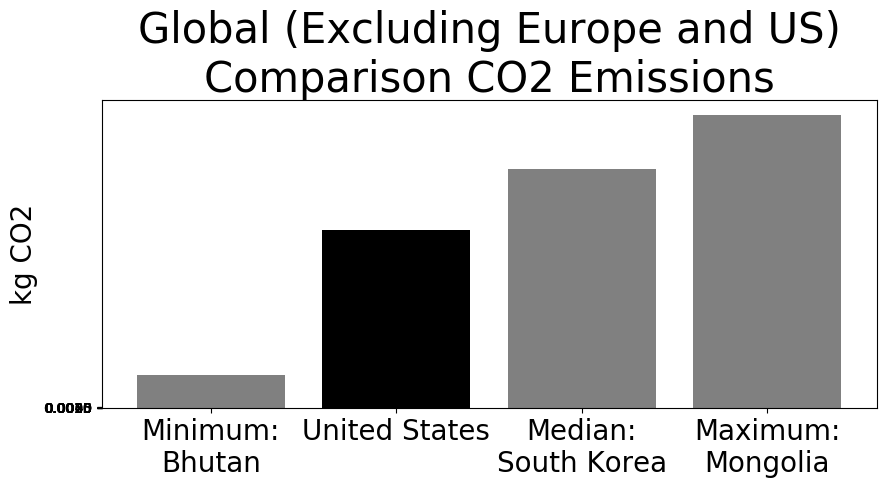 Global (Excluding Europe and US)
Comparison CO2 Emissions
kg CO2
Minimum:
Bhutan
United States
Median:
South Korea
Maximum:
Mongolia